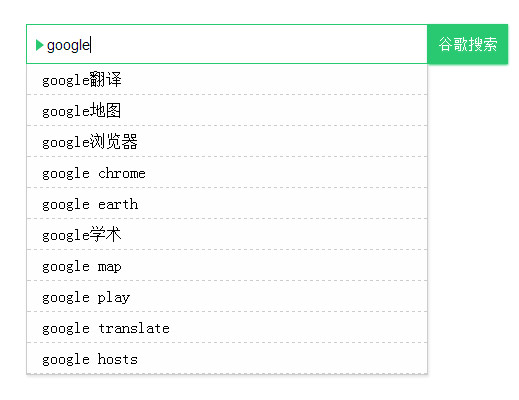 google
谷歌搜索
google翻译
google地图
google浏览器
google chrome
google earth
google学术
google map
google play
google translate
google hosts